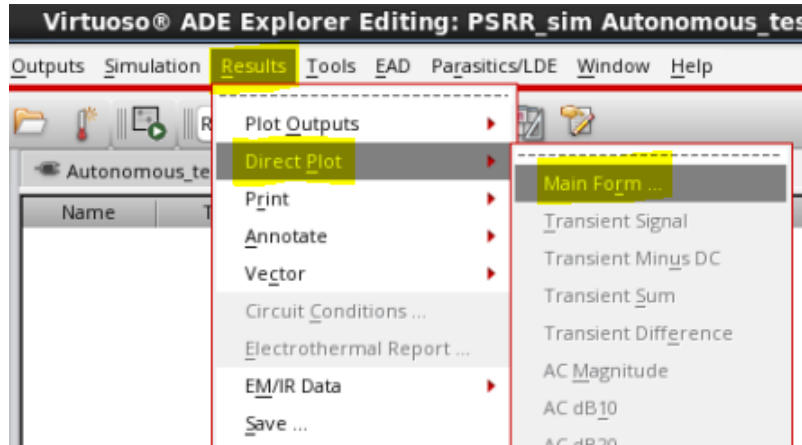 Virtuoso® ADE Explorer Editing: PSRR_sim Autonomous_tes
Outputs Simulation Results Tools EAD Parasitics/LDE Window Help
R
Plot Outputs
Autonomous_te
Direct Plot
Main Form ...
Name T
Print
Transient Signal
Annotate
Transient Minus DC
Vector
Transient Sum
Circuit Conditions ...
Transient Difference
Electrothermal Report ...
AC Magnitude
EM/IR Data
AC dB10
Save ...
AC dB20